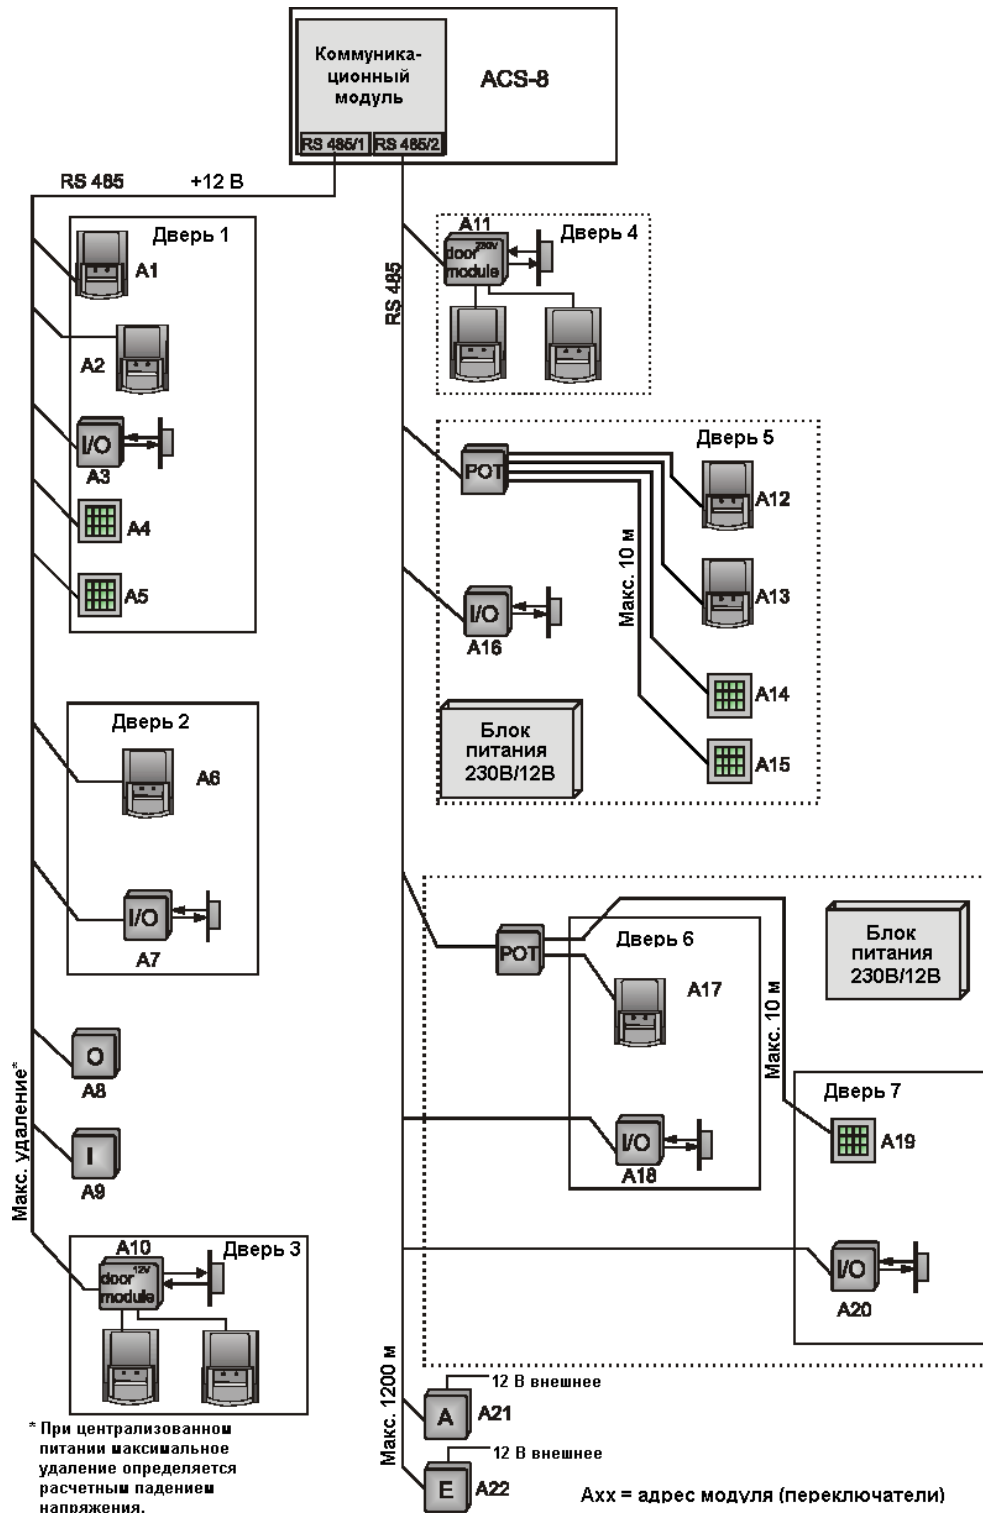 Коммуника-
ционный
модуль
ACS-8
RS 485/1
RS 485/2
RS 485
+12 В
Дверь 1
A1
A2
I/O
A3
A4
A5
RS 485
A11
Дверь 4
230V
door
module
Дверь 5
POT
A12
A13
Макс. 10 м
I/O
A16
A14
A15
Блок
питания
230В/12В
Дверь 2
A6
I/O
A7
POT
Дверь 6
A17
Макс. 10 м
Блок
питания
230В/12В
I/O
A18
Дверь 7
A19
I/O
A20
O
A8
I
A9
Макс. удаление*
A10
Дверь 3
12V
door
module
Макс. 1200 м
12 В внешнее
A
A21
12 В внешнее
E
A22
* При централизованном
питании максимальное
удаление определяется
расчетным падением
напряжения.
Axx = адрес модуля (переключатели)